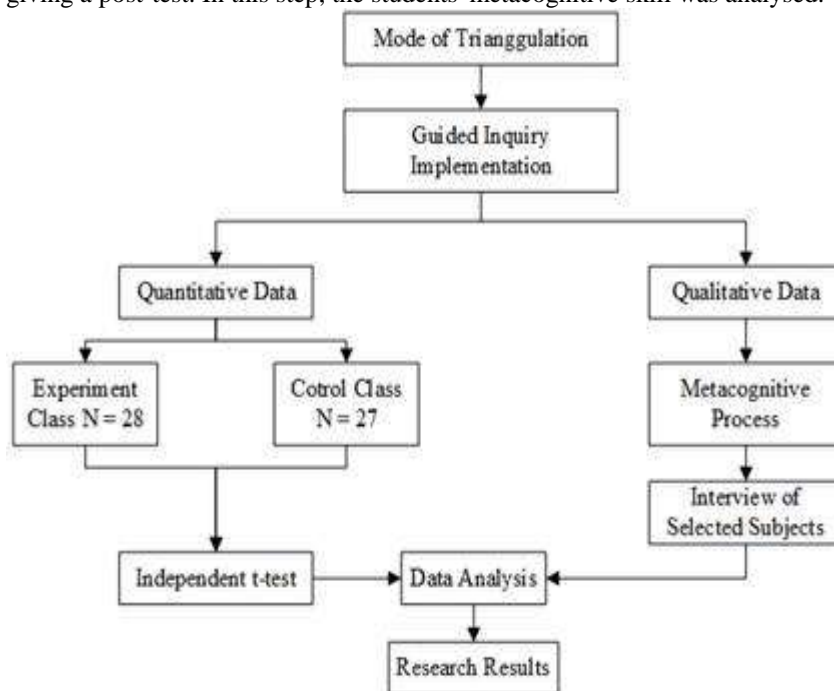 giving a post-test. In this step, the students' metacognitive skill was analysed.
Mode of Trianggulation
Guided Inquiry
Implementation
Quantitative Data
Qualitative Data
Experiment
Class N = 28
Cotrol Class
N = 27
Metacognitive
Process
Interview of
Selected Subjects
Independent t-test
Data Analysis
Research Results